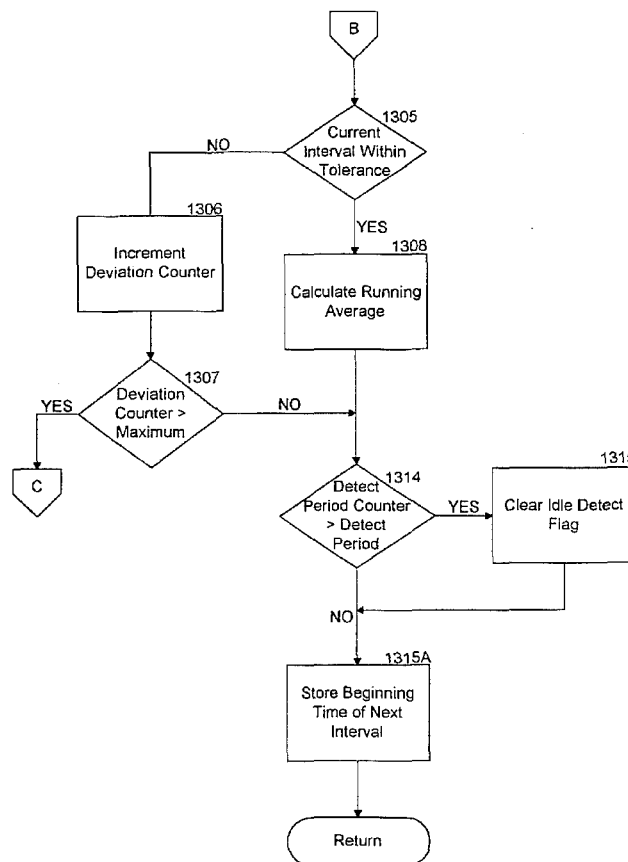 B
1305
Current
Interval Within
Tolerance
NO
YES
1306
Increment
Deviation Counter
1308
Calculate Running
Average
1307
Deviation
Counter >
Maximum
YES
NO
C
1314
Detect
Period Counter
> Detect
Period
YES
NO
1315
Clear Idle Detect
Flag
1315A
Store Beginning
Time of Next
Interval
Return